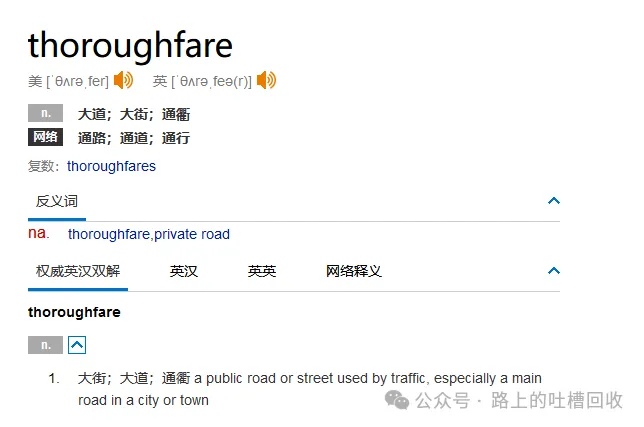 thoroughfare
美 [ˈθʌrəˌfer] 英 [ˈθʌrəˌfeə(r)]
n. 大道；大街；通衢
网络 通路；通道；通行
复数：thoroughfares
反义词
na. thoroughfare,private road
权威英汉双解 英汉 英英 网络释义
thoroughfare
n.
1. 大街；大道；通衢 a public road or street used by traffic, especially a main
road in a city or town
公众号 · 路上的吐槽回收